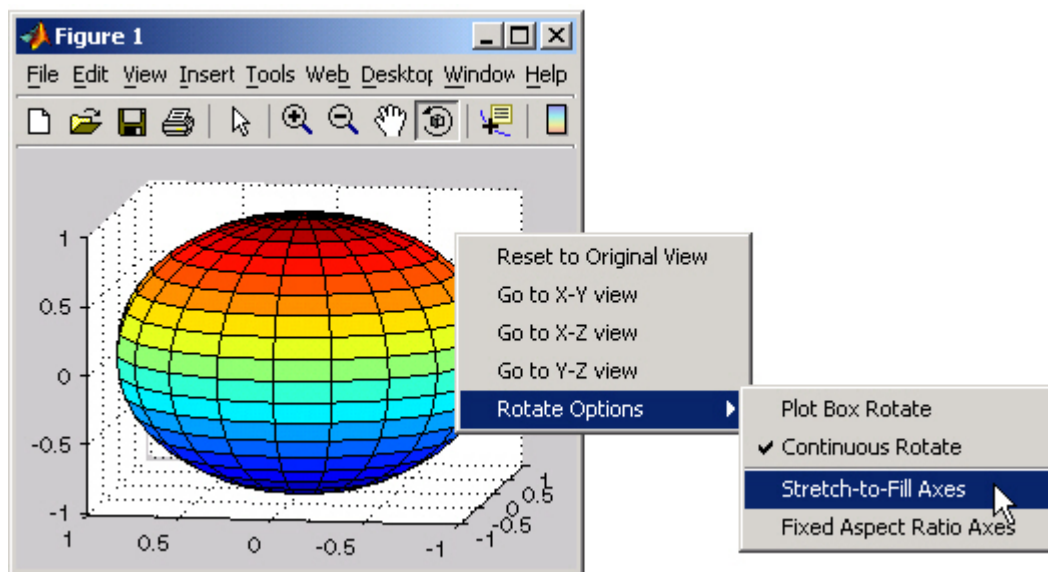 Figure 1
File Edit View Insert Tools Web Desktop Window Help
1
0.5
0
-0.5
-1
1 0.5 0 -0.5 -1
-1 -0.5 0 0.5 1
Reset to Original View
Go to X-Y view
Go to X-Z view
Go to Y-Z view
Rotate Options
Plot Box Rotate
Continuous Rotate
Stretch-to-Fill Axes
Fixed Aspect Ratio Axes